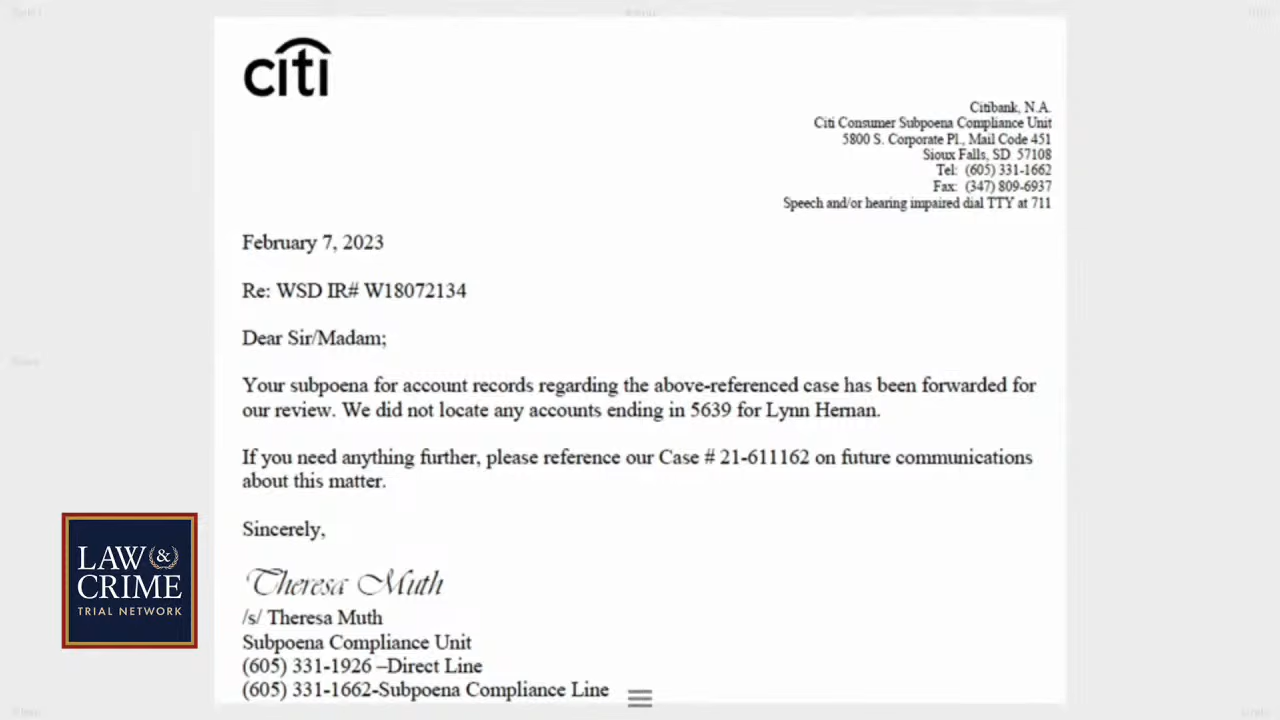 citi
Citibank, N.A.
Citi Consumer Subpoena Compliance Unit
5800 S. Corporate Pl., Mail Code 451
Sioux Falls, SD 57108
Tel: (605) 331-1662
Fax: (347) 809-6937
Speech and/or hearing impaired dial TTY at 711
February 7, 2023
Re: WSD IR# W18072134
Dear Sir/Madam;
Your subpoena for account records regarding the above-referenced case has been forwarded for
our review. We did not locate any accounts ending in 5639 for Lynn Hernan.
If you need anything further, please reference our Case # 21-611162 on future communications
about this matter.
Sincerely,
Theresa Muth
/s/ Theresa Muth
Subpoena Compliance Unit
(605) 331-1926 –Direct Line
(605) 331-1662-Subpoena Compliance Line
LAW &
CRIME
TRIAL NETWORK